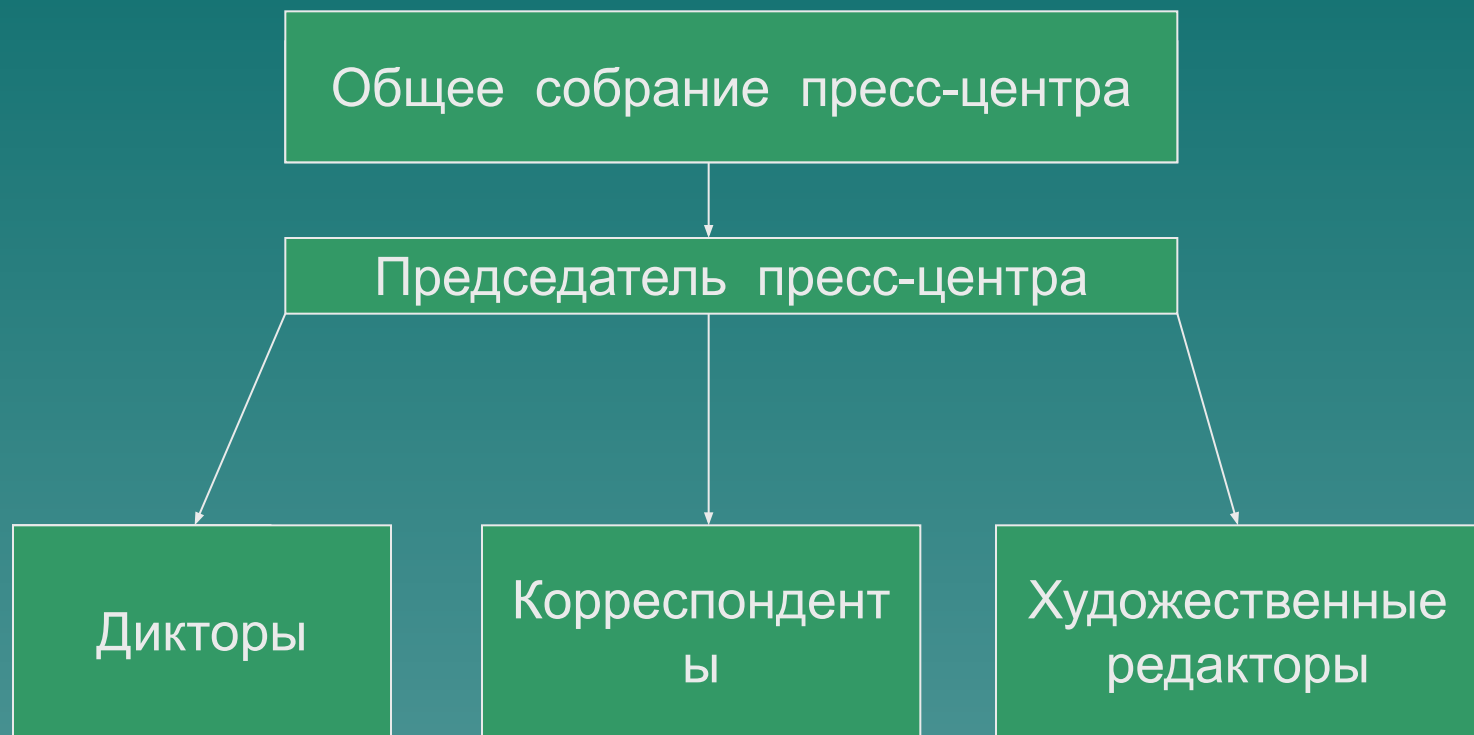 Общее собрание пресс-центра
Председатель пресс-центра
Дикторы
Корреспондент
ы
Художественные
редакторы